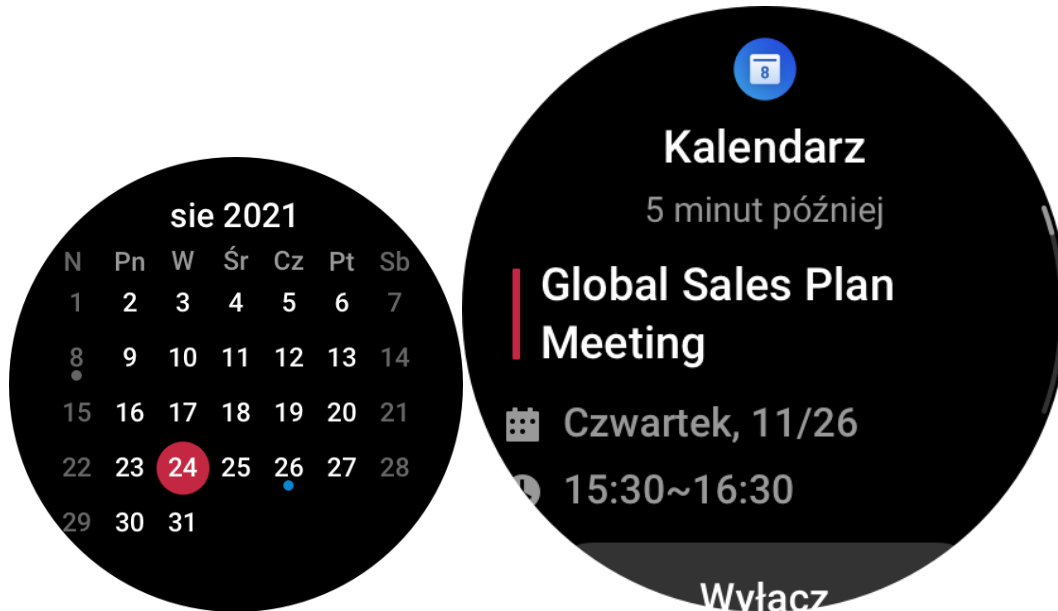 sie 2021
N Pn W Śr Cz Pt Sb
1 2 3 4 5 6 7
8 9 10 11 12 13 14
15 16 17 18 19 20 21
22 23 24 25 26 27 28
29 30 31
8
Kalendarz
5 minut później
Global Sales Plan
Meeting
Czwartek, 11/26
15:30~16:30
Wyłącz